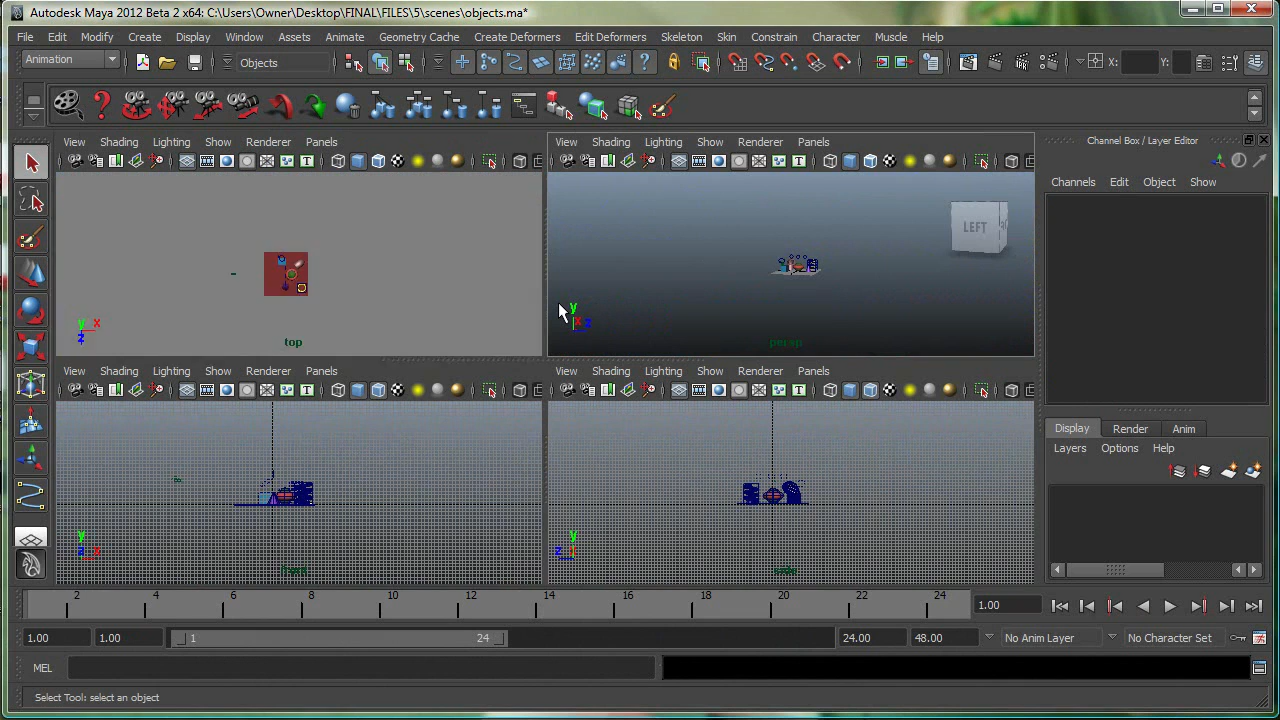 Autodesk Maya 2012 Beta 2 x64: C:\Users\Owner\Desktop\FINAL\FILES\5\scenes\objects.ma*
File Edit Modify Create Display Window Assets Animate Geometry Cache Create Deformers Edit Deformers Skeleton Skin Constrain Character Muscle Help
Animation Objects X: Y:
View Shading Lighting Show Renderer Panels View Shading Lighting Show Renderer Panels Channel Box / Layer Editor
Channels Edit Object Show
LEFT
y x z
top
y x z
persp
View Shading Lighting Show Renderer Panels View Shading Lighting Show Renderer Panels
Display Render Anim
Layers Options Help
y z x
front
y z
side
2 4 6 8 10 12 14 16 18 20 22 24 1.00
1.00 1.00 1 24 24.00 48.00 No Anim Layer No Character Set
MEL
Select Tool: select an object